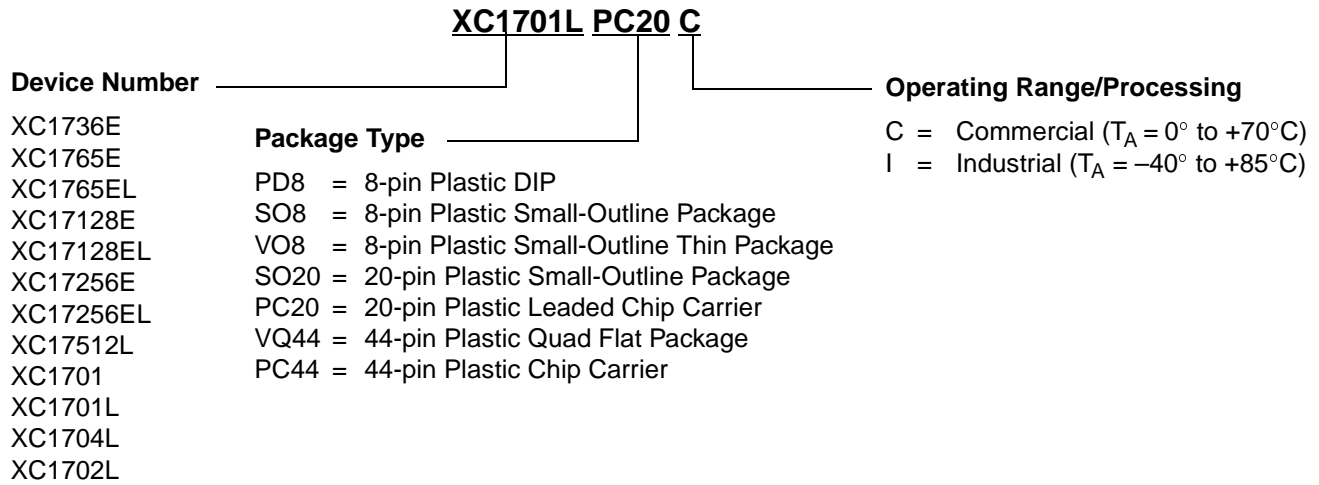 XC1701L PC20 C
Device Number
XC1736E
XC1765E
XC1765EL
XC17128E
XC17128EL
XC17256E
XC17256EL
XC17512L
XC1701
XC1701L
XC1704L
XC1702L
Package Type
PD8 = 8-pin Plastic DIP
SO8 = 8-pin Plastic Small-Outline Package
VO8 = 8-pin Plastic Small-Outline Thin Package
SO20 = 20-pin Plastic Small-Outline Package
PC20 = 20-pin Plastic Leaded Chip Carrier
VQ44 = 44-pin Plastic Quad Flat Package
PC44 = 44-pin Plastic Chip Carrier
Operating Range/Processing
C = Commercial (TA = 0° to +70°C)
I = Industrial (TA = –40° to +85°C)